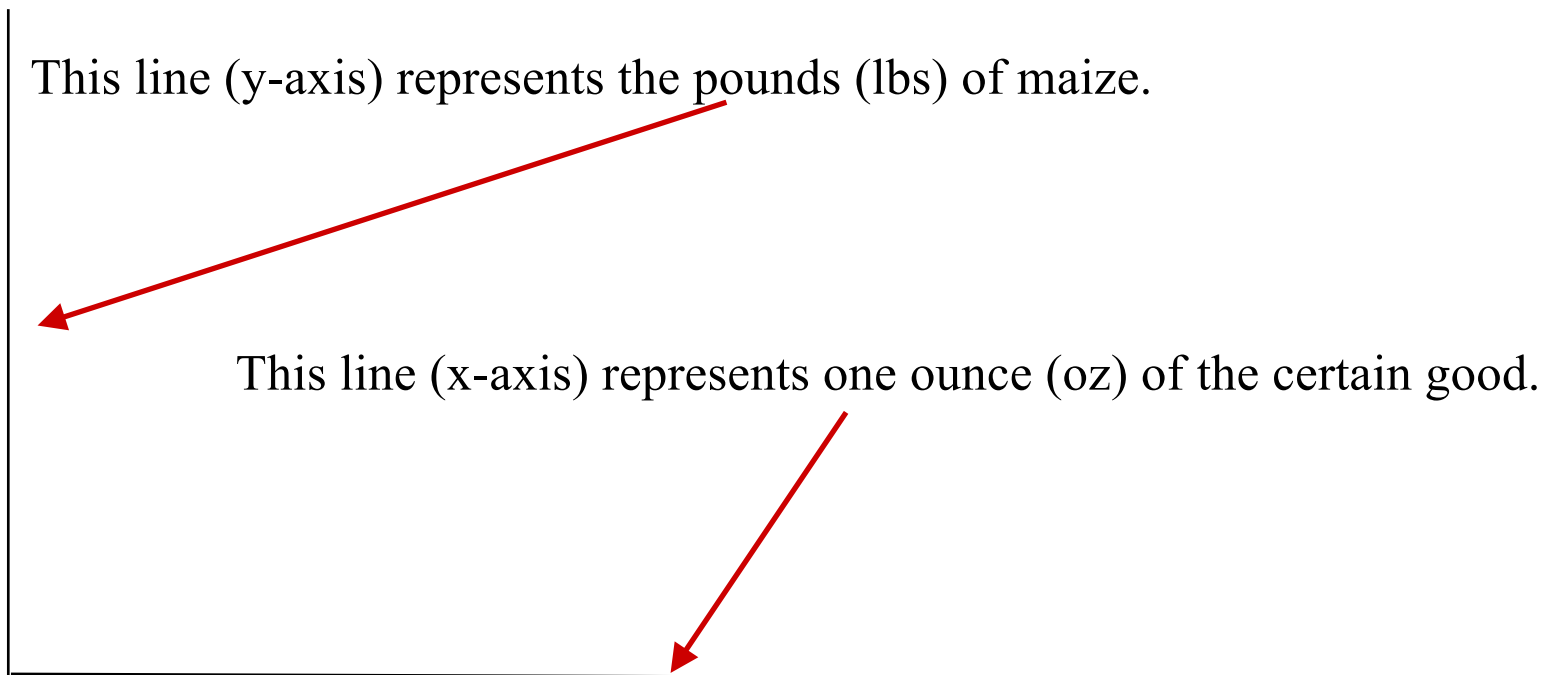 This line (y-axis) represents the pounds (lbs) of maize.
This line (x-axis) represents one ounce (oz) of the certain good.